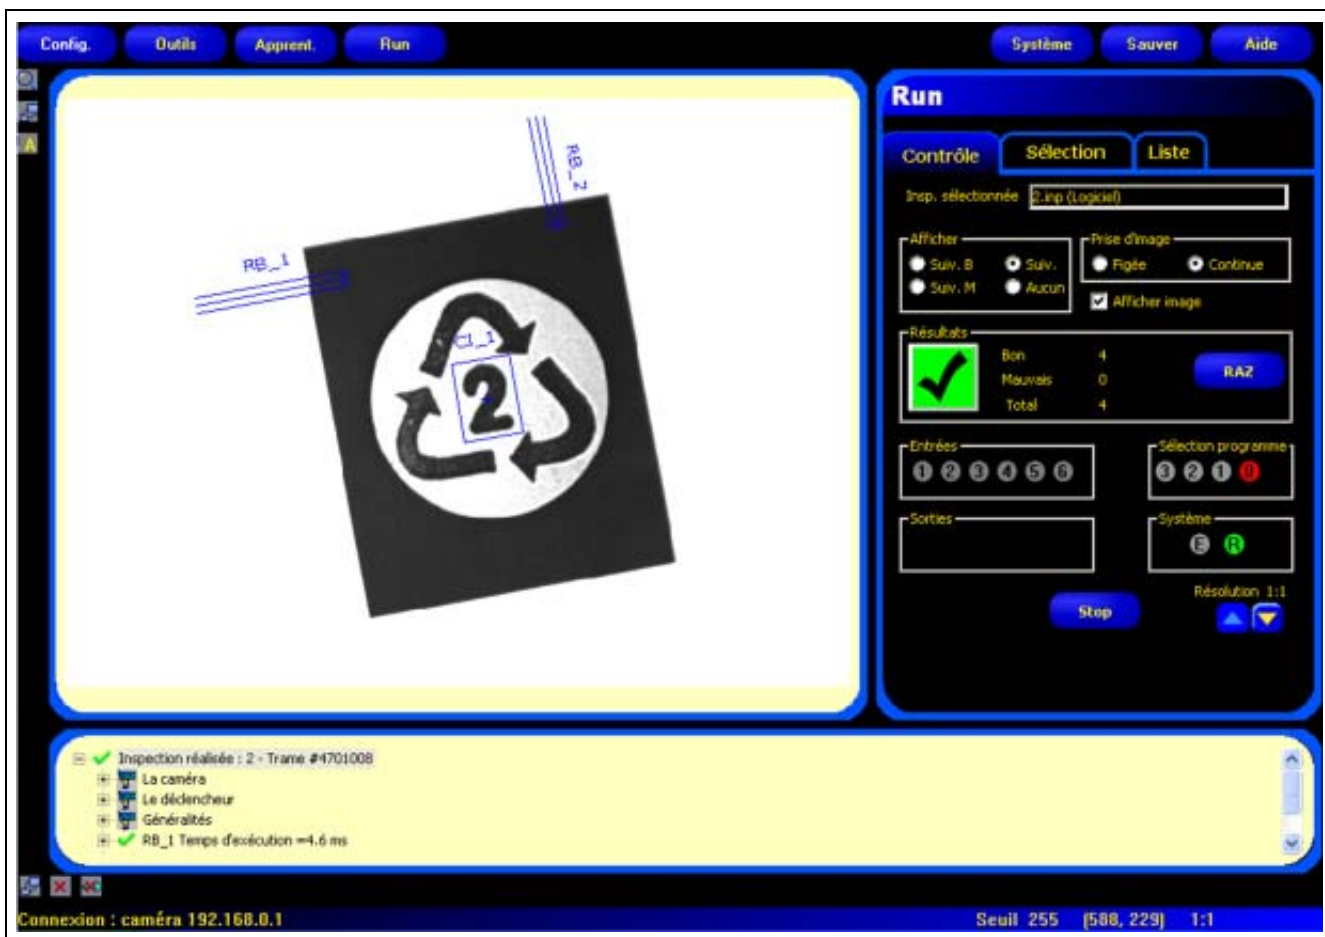 Config. Outils Apprent. Run Système Sauver Aide
A
Run
Contrôle Sélection Liste
Insp. sélectionnée 2.inp (Logiciel)
Afficher Prise d'image
Suiv. B Suiv. Figée Continue
Suiv. M Aucun Afficher image
Résultats
Bon 4
Mauvais 0
Total 4
RAZ
Entrées Sélection programme
1 2 3 4 5 6 3 2 1 0
Sorties Système
E R
Résolution 1:1
Stop
RB_2
RB_1
CI_1
2
Inspection réalisée : 2 - Trame #4701008
La caméra
Le déclencheur
Généralités
RB_1 Temps d'exécution =4.6 ms
Connexion : caméra 192.168.0.1 Seuil 255 (588, 229) 1:1